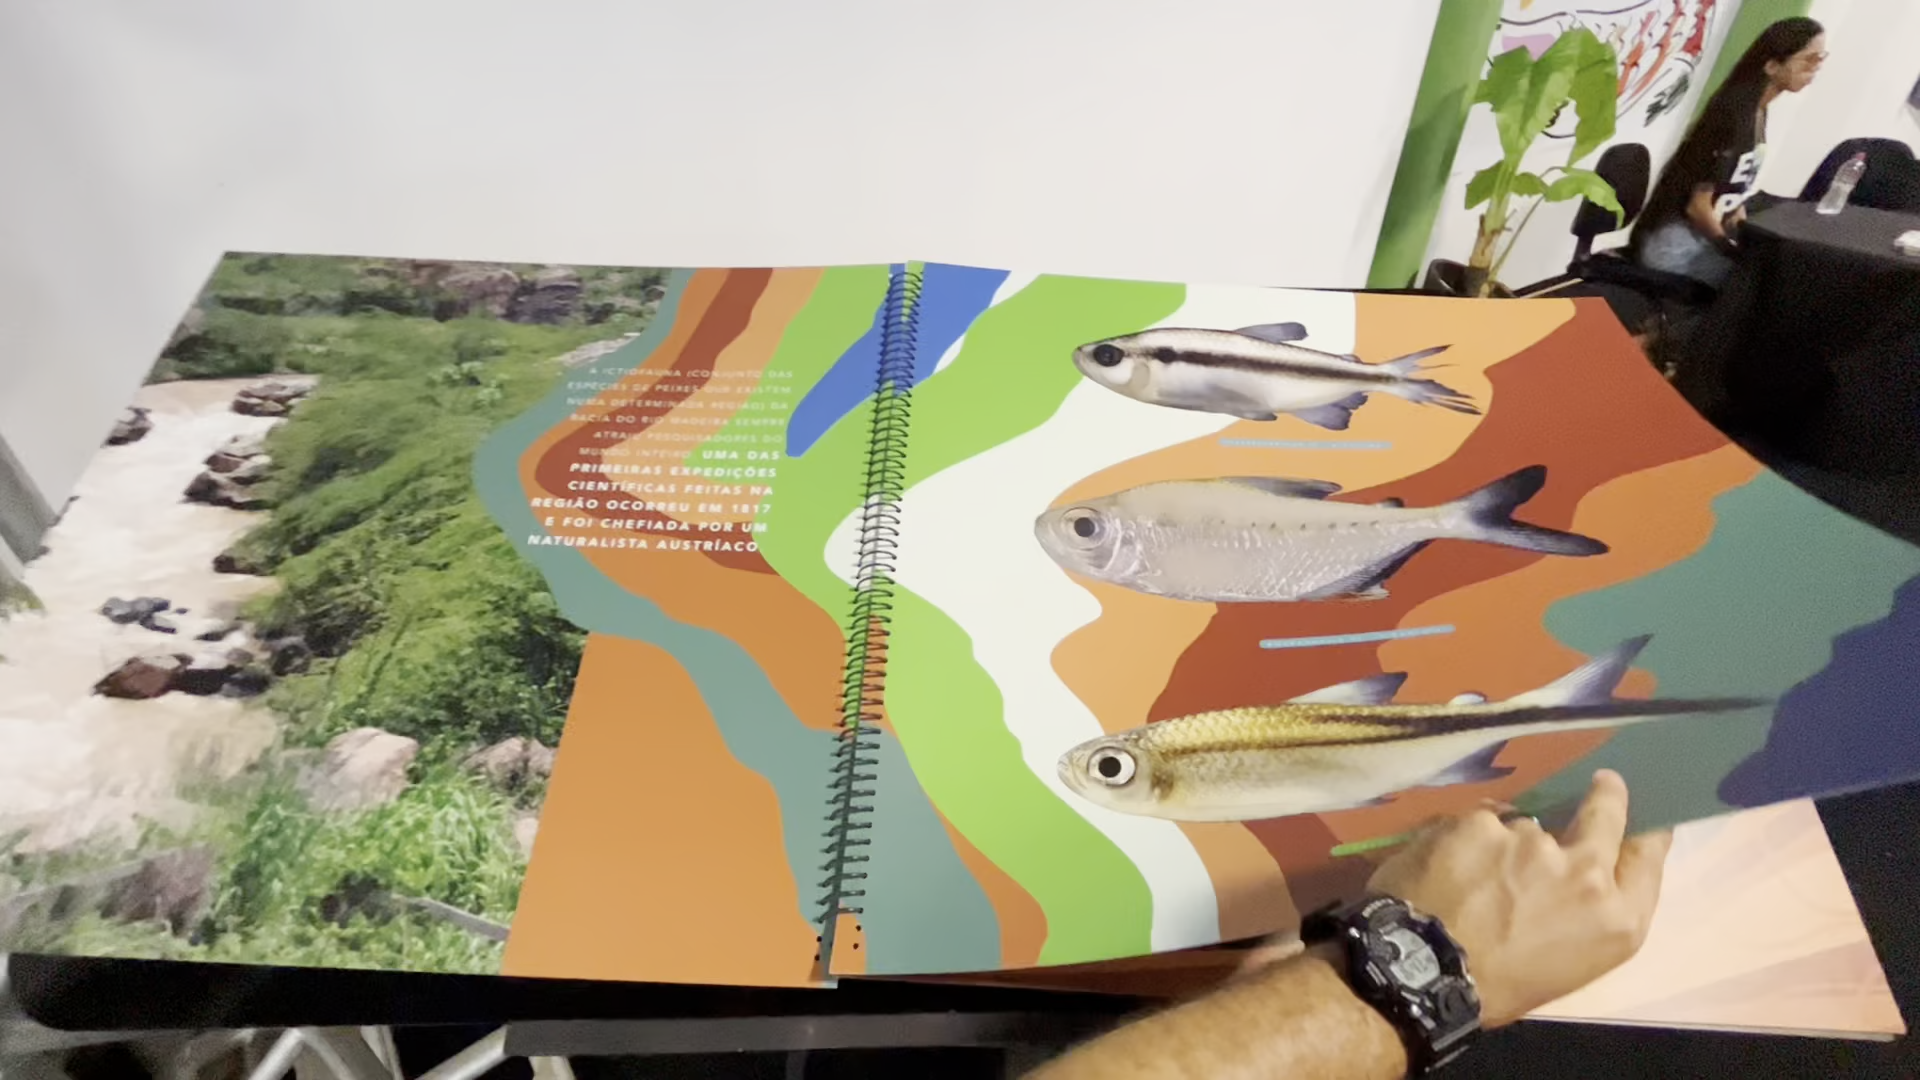 A ICTIOFAUNA (CONJUNTO DAS
ESPÉCIES DE PEIXES QUE EXISTEM
NUMA DETERMINADA REGIÃO) DA
BACIA DO RIO MADEIRA SEMPRE
ATRAIU PESQUISADORES DO
MUNDO INTEIRO. UMA DAS
PRIMEIRAS EXPEDIÇÕES
CIENTÍFICAS FEITAS NA
REGIÃO OCORREU EM 1817
E FOI CHEFIADA POR UM
NATURALISTA AUSTRÍACO